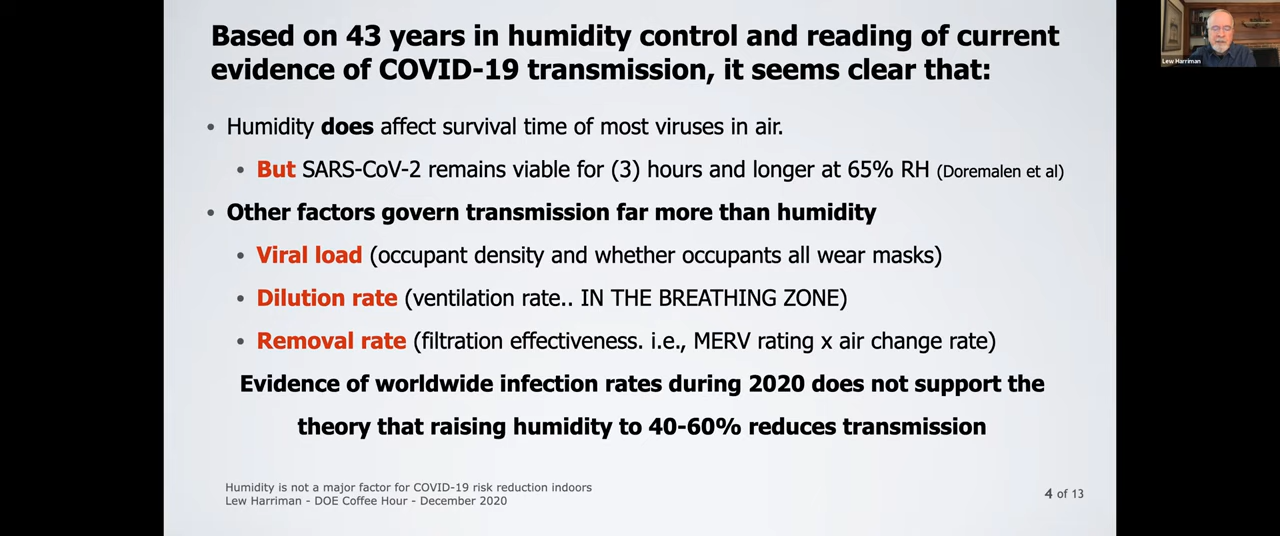 Based on 43 years in humidity control and reading of current
evidence of COVID-19 transmission, it seems clear that:
Lew Harriman
• Humidity does affect survival time of most viruses in air.
• But SARS-CoV-2 remains viable for (3) hours and longer at 65% RH (Doremalen et al)
• Other factors govern transmission far more than humidity
• Viral load (occupant density and whether occupants all wear masks)
• Dilution rate (ventilation rate.. IN THE BREATHING ZONE)
• Removal rate (filtration effectiveness. i.e., MERV rating x air change rate)
Evidence of worldwide infection rates during 2020 does not support the
theory that raising humidity to 40-60% reduces transmission
Humidity is not a major factor for COVID-19 risk reduction indoors
Lew Harriman - DOE Coffee Hour - December 2020
4 of 13